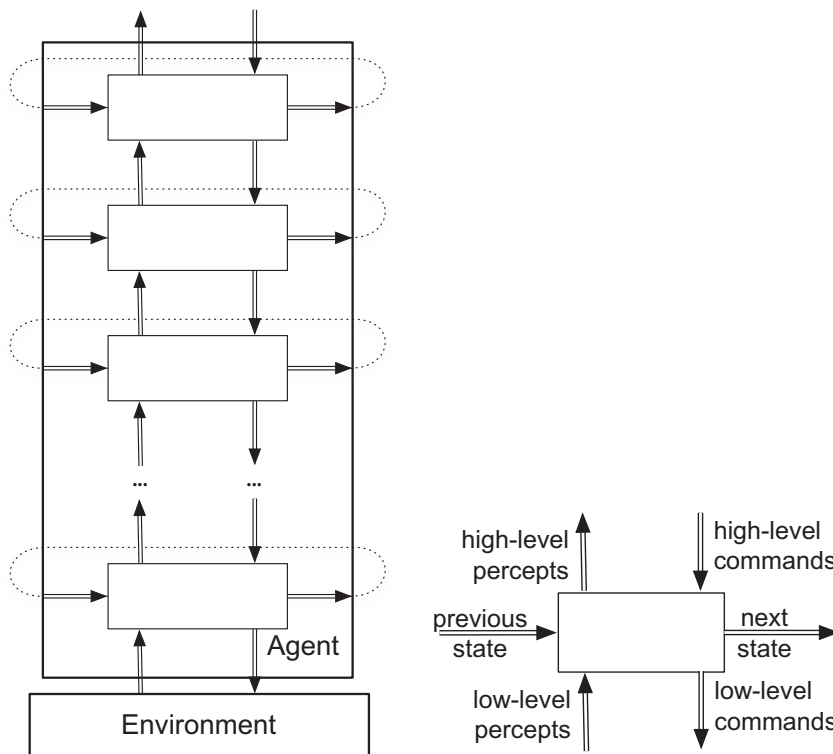 ...
...
Agent
Environment
high-level
percepts
high-level
commands
previous
state
next
state
low-level
percepts
low-level
commands